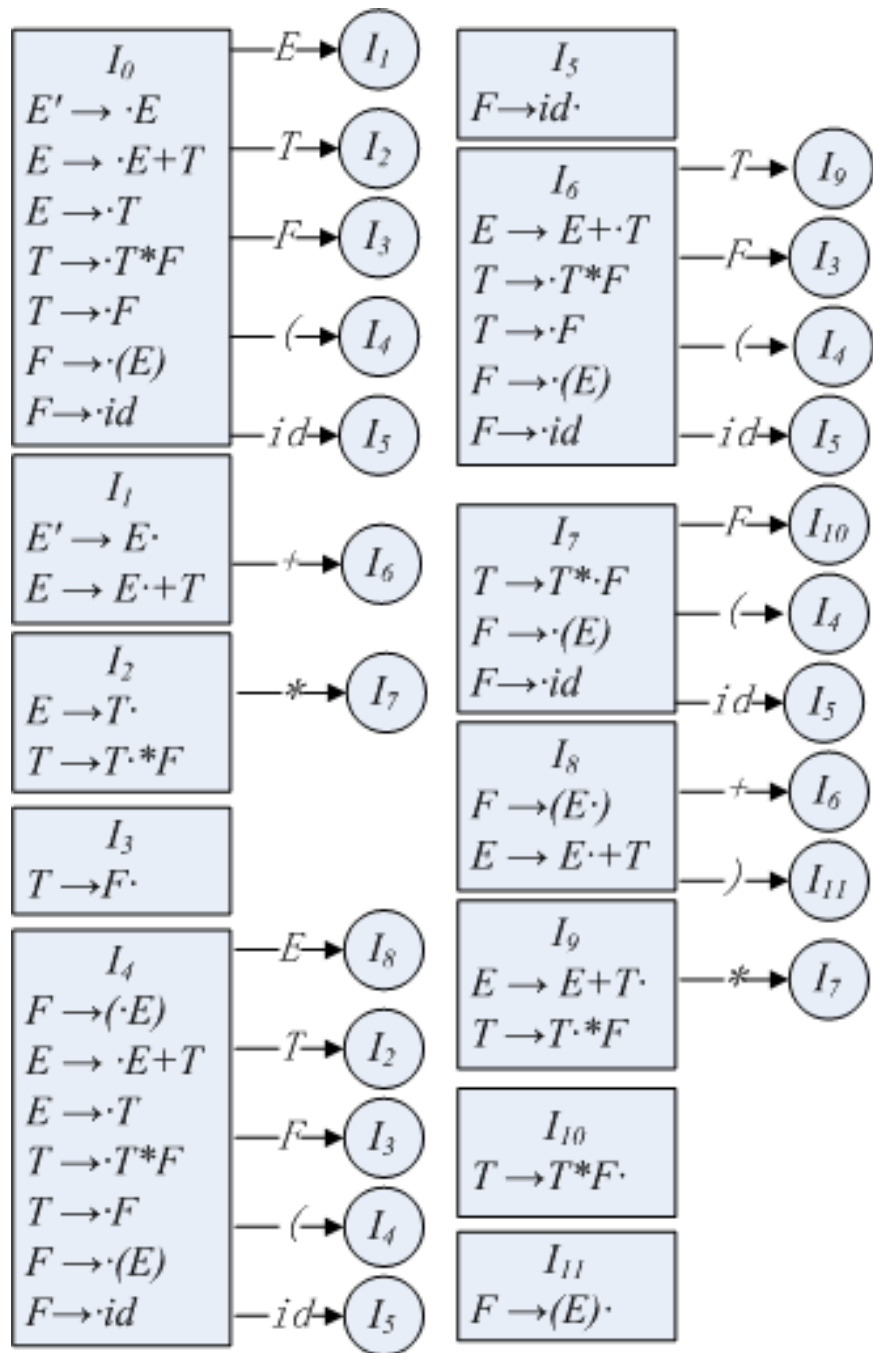 I₀
E' → ·E
E → ·E+T
E →·T
T →·T*F
T →·F
F →·(E)
F→·id
E
I₁
T
I₂
F
I₃
(
I₄
id
I₅
I₁
E' → E·
E → E·+T
+
I₆
I₂
E →T·
T →T·*F
*
I₇
I₃
T →F·
I₄
F →(·E)
E → ·E+T
E →·T
T →·T*F
T →·F
F →·(E)
F→·id
E
I₈
T
I₂
F
I₃
(
I₄
id
I₅
I₅
F→id·
I₆
E → E+·T
T →·T*F
T →·F
F →·(E)
F→·id
T
I₉
F
I₃
(
I₄
id
I₅
I₇
T →T*·F
F →·(E)
F→·id
F
I₁₀
(
I₄
id
I₅
I₈
F →(E·)
E → E·+T
+
I₆
)
I₁₁
I₉
E → E+T·
T →T·*F
*
I₇
I₁₀
T →T*F·
I₁₁
F →(E)·